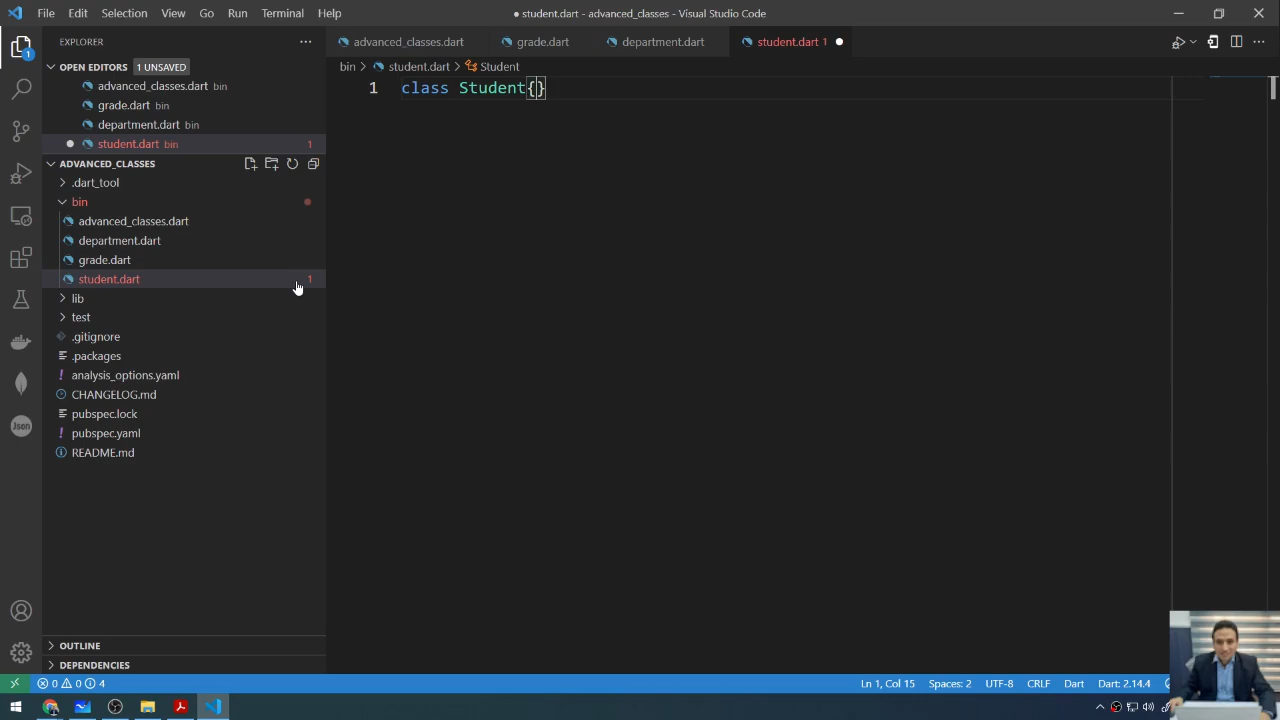 File Edit Selection View Go Run Terminal Help
● student.dart - advanced_classes - Visual Studio Code
EXPLORER
advanced_classes.dart
grade.dart
department.dart
student.dart 1
OPEN EDITORS 1 UNSAVED
bin > student.dart > Student
advanced_classes.dart bin
grade.dart bin
department.dart bin
student.dart bin 1
1 class Student{}
ADVANCED_CLASSES
.dart_tool
bin
advanced_classes.dart
department.dart
grade.dart
student.dart 1
lib
test
.gitignore
.packages
analysis_options.yaml
CHANGELOG.md
pubspec.lock
pubspec.yaml
README.md
Json
1
OUTLINE
DEPENDENCIES
0 0 4
Ln 1, Col 15 Spaces: 2 UTF-8 CRLF Dart Dart: 2.14.4